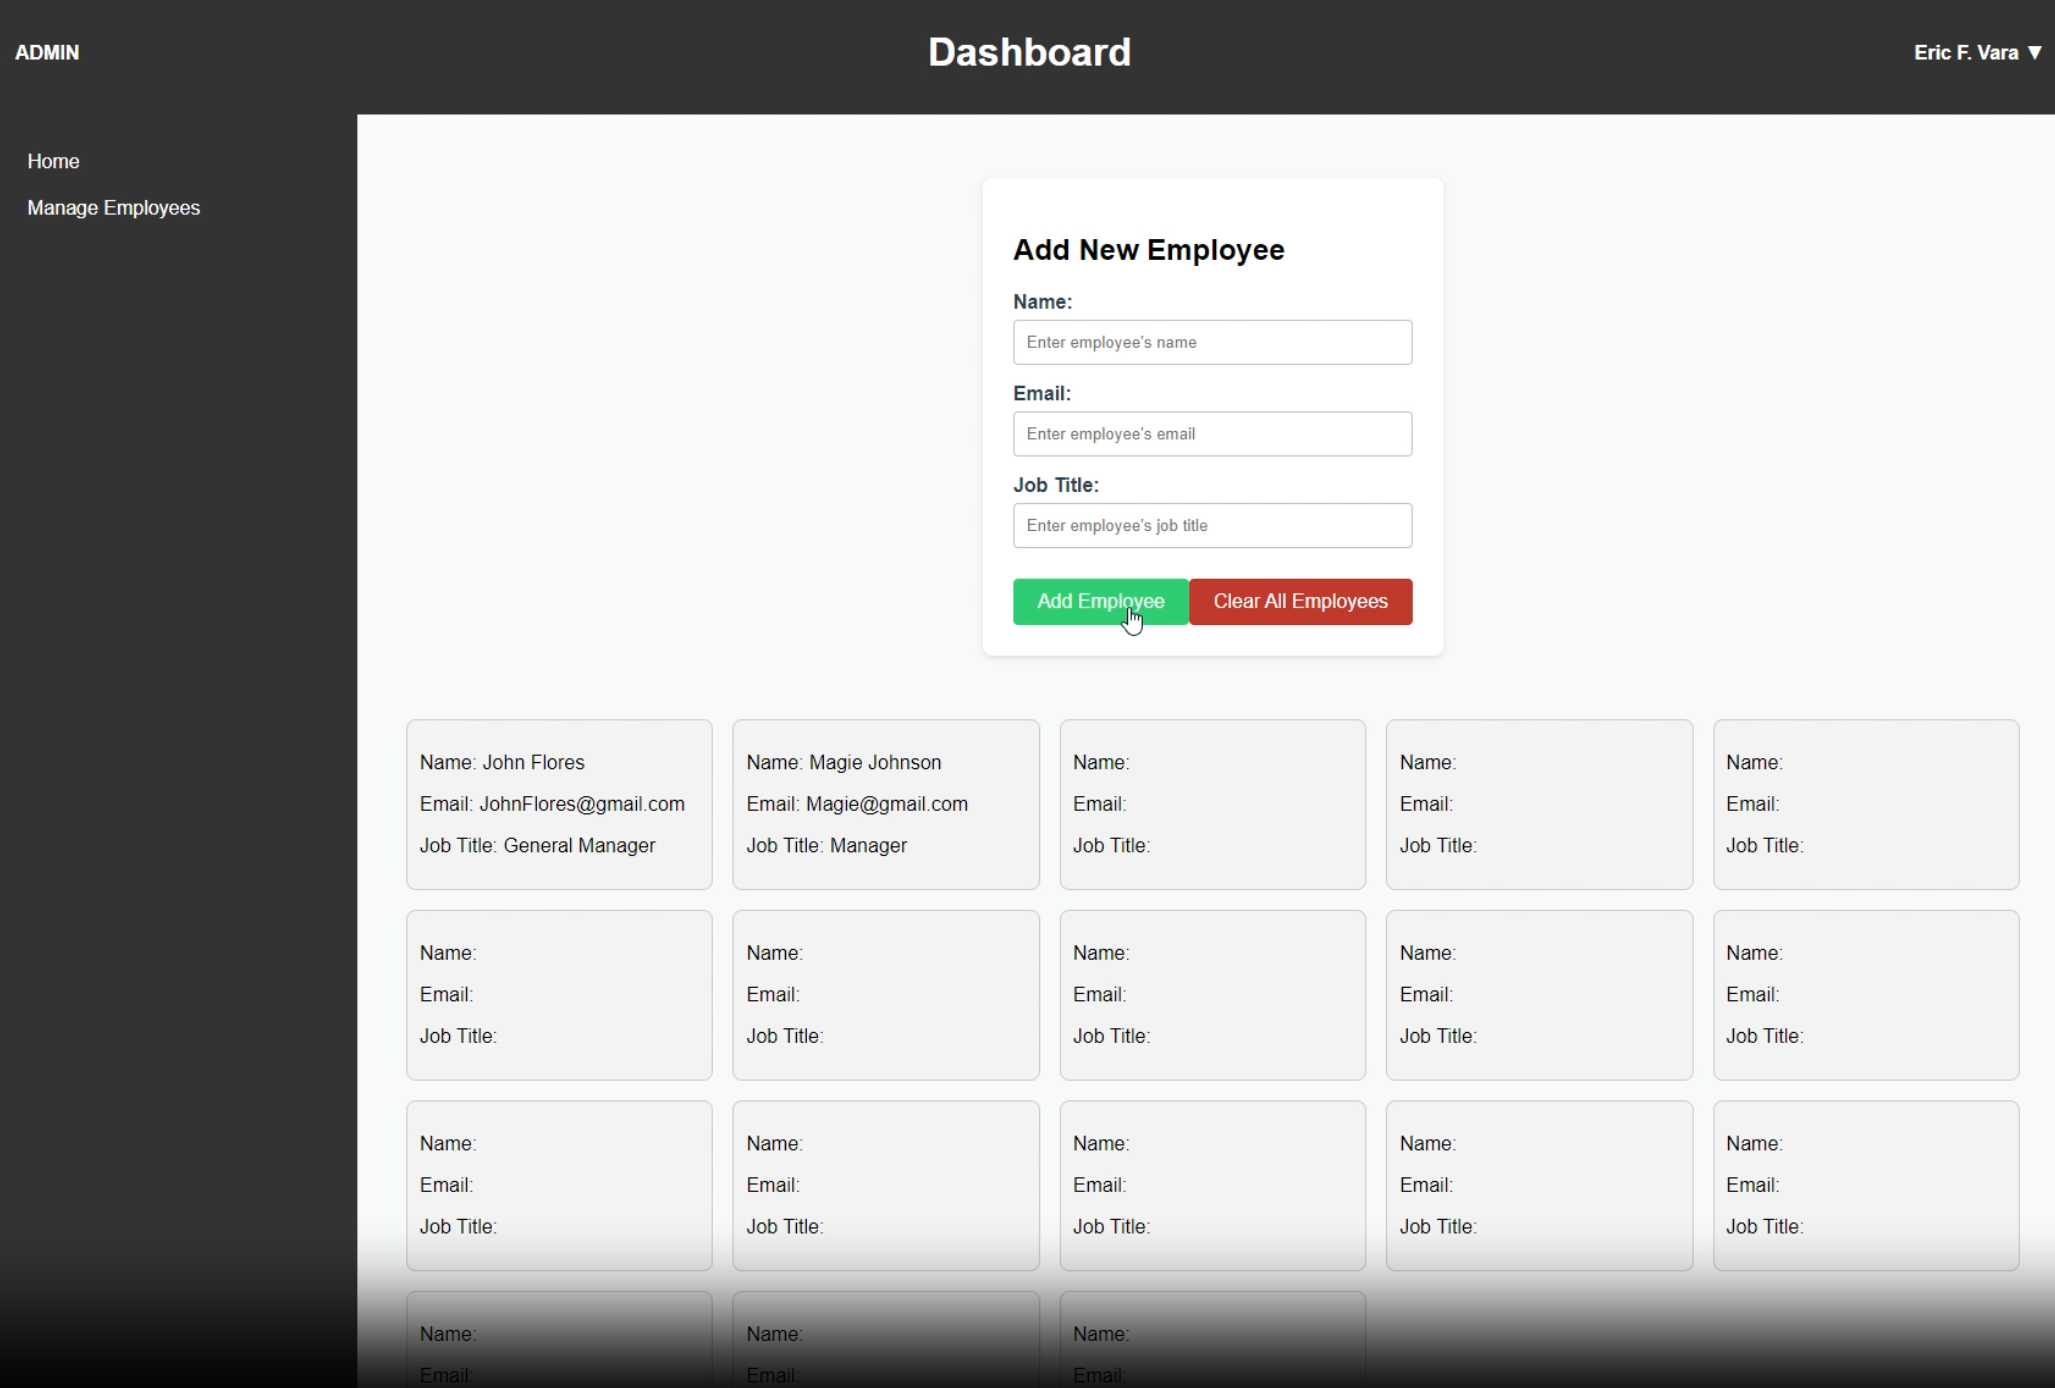 ADMIN
Dashboard
Eric F. Vara ▼
Home
Manage Employees
Add New Employee
Name:
Enter employee's name
Email:
Enter employee's email
Job Title:
Enter employee's job title
Add Employee
Clear All Employees
Name: John Flores
Email: JohnFlores@gmail.com
Job Title: General Manager
Name: Magie Johnson
Email: Magie@gmail.com
Job Title: Manager
Name:
Email:
Job Title:
Name:
Email:
Job Title:
Name:
Email:
Job Title:
Name:
Email:
Job Title:
Name:
Email:
Job Title:
Name:
Email:
Job Title:
Name:
Email:
Job Title:
Name:
Email:
Job Title:
Name:
Email:
Job Title:
Name:
Email:
Job Title:
Name:
Email:
Job Title:
Name:
Email:
Job Title:
Name:
Email:
Job Title:
Name:
Email:
Name:
Email:
Name:
Email: